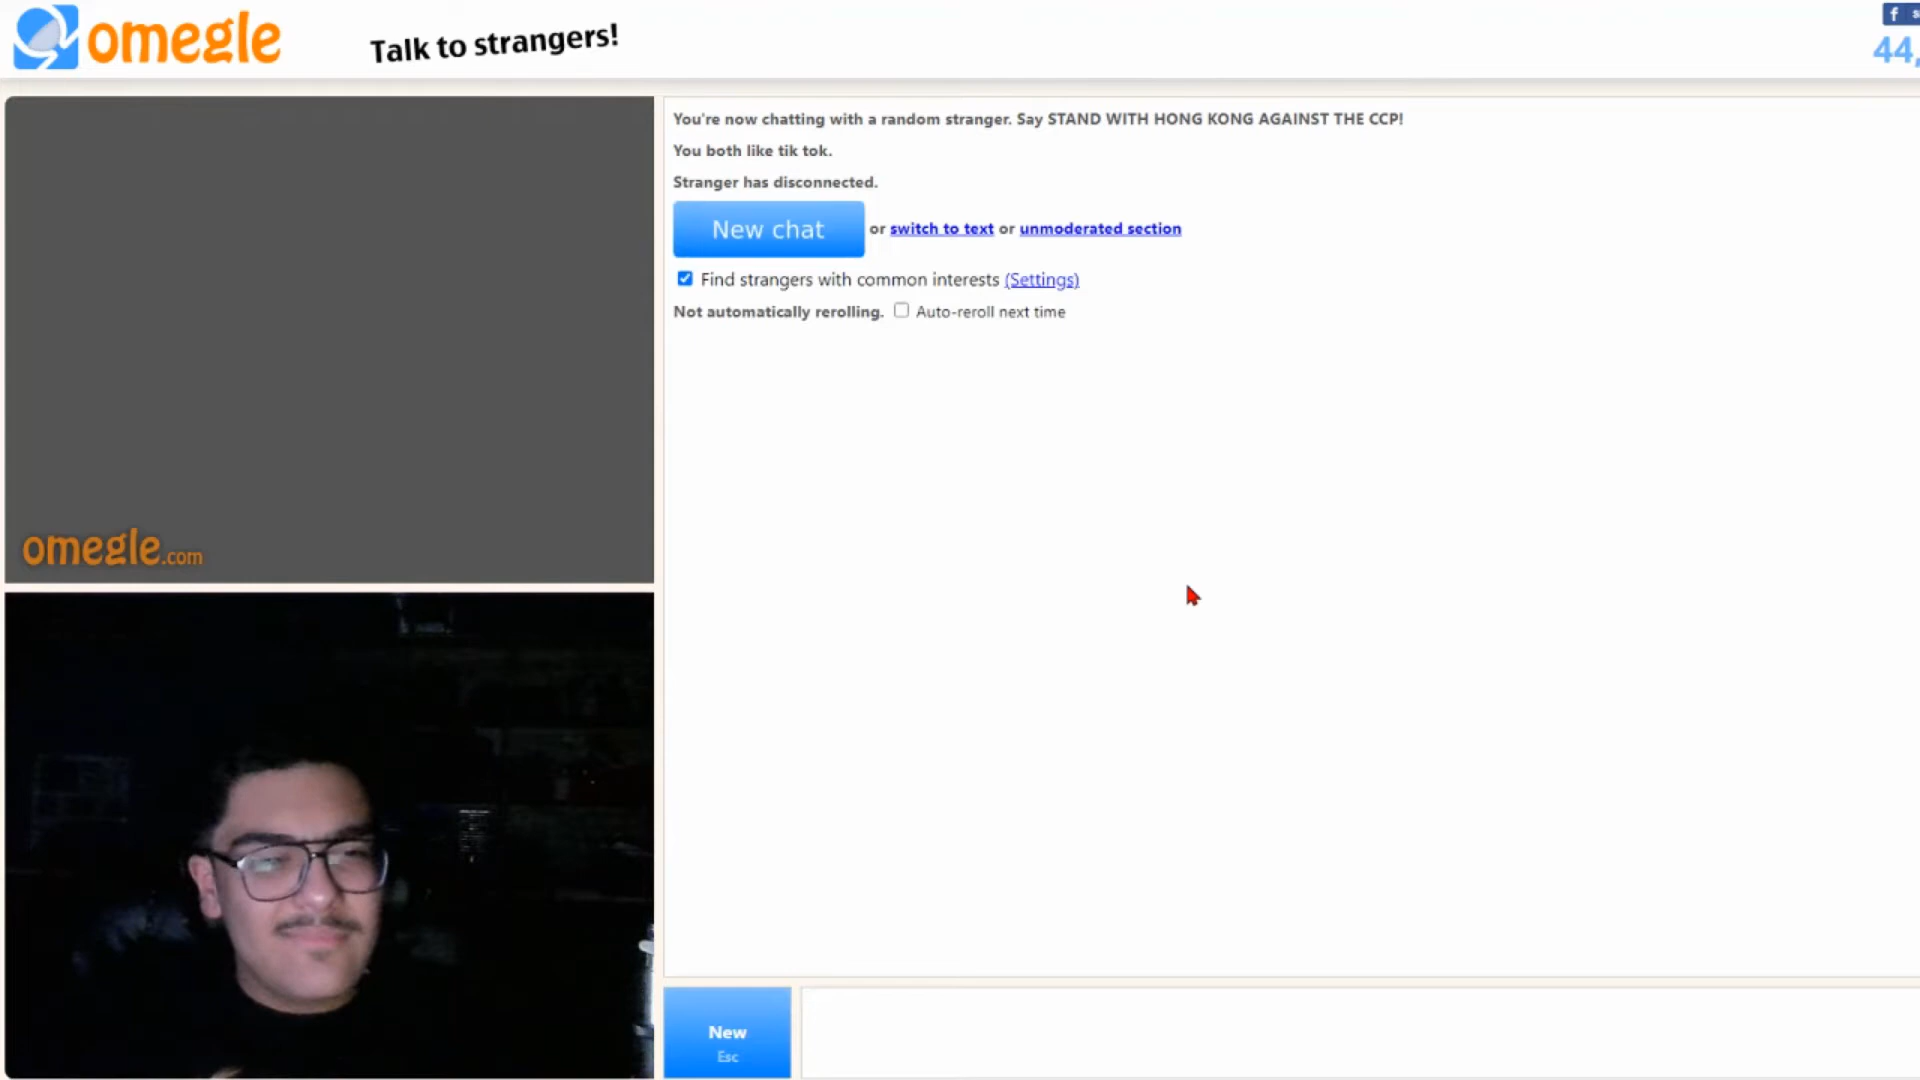 omegle
Talk to strangers!
f s
44,
You're now chatting with a random stranger. Say STAND WITH HONG KONG AGAINST THE CCP!
You both like tik tok.
Stranger has disconnected.
New chat or switch to text or unmoderated section
Find strangers with common interests (Settings)
Not automatically rerolling. Auto-reroll next time
omegle.com
New
Esc